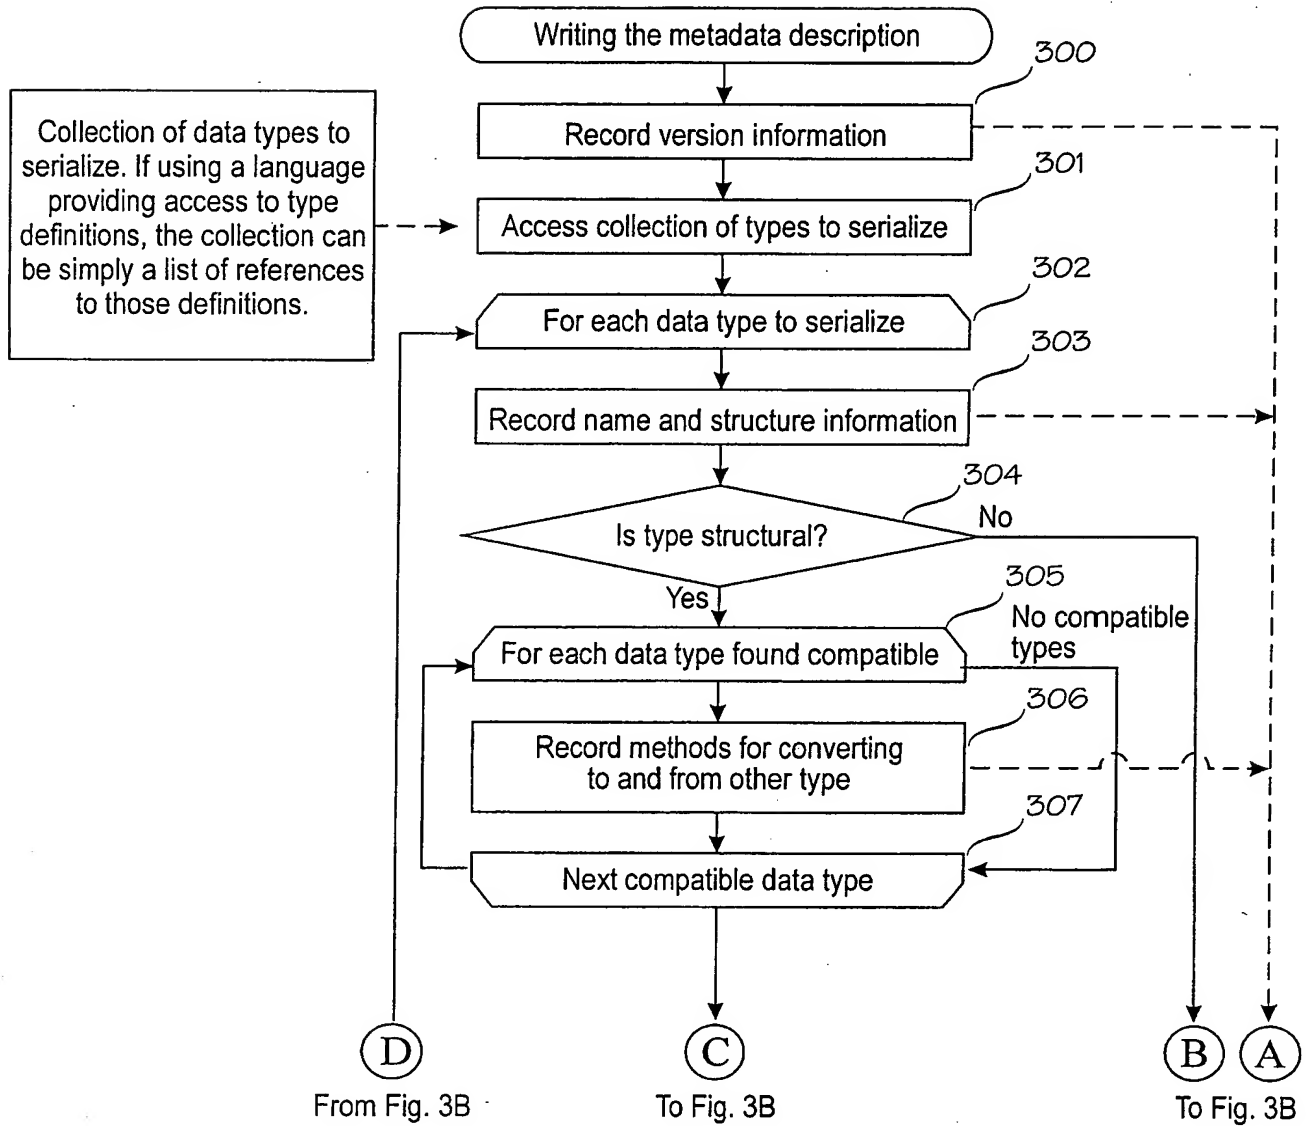 Writing the metadata description
300
Record version information
Collection of data types to
serialize. If using a language
providing access to type
definitions, the collection can
be simply a list of references
to those definitions.
301
Access collection of types to serialize
302
For each data type to serialize
303
Record name and structure information
304
Is type structural?
No
Yes
305
No compatible
types
For each data type found compatible
306
Record methods for converting
to and from other type
307
Next compatible data type
D
C
B
A
From Fig. 3B
To Fig. 3B
To Fig. 3B